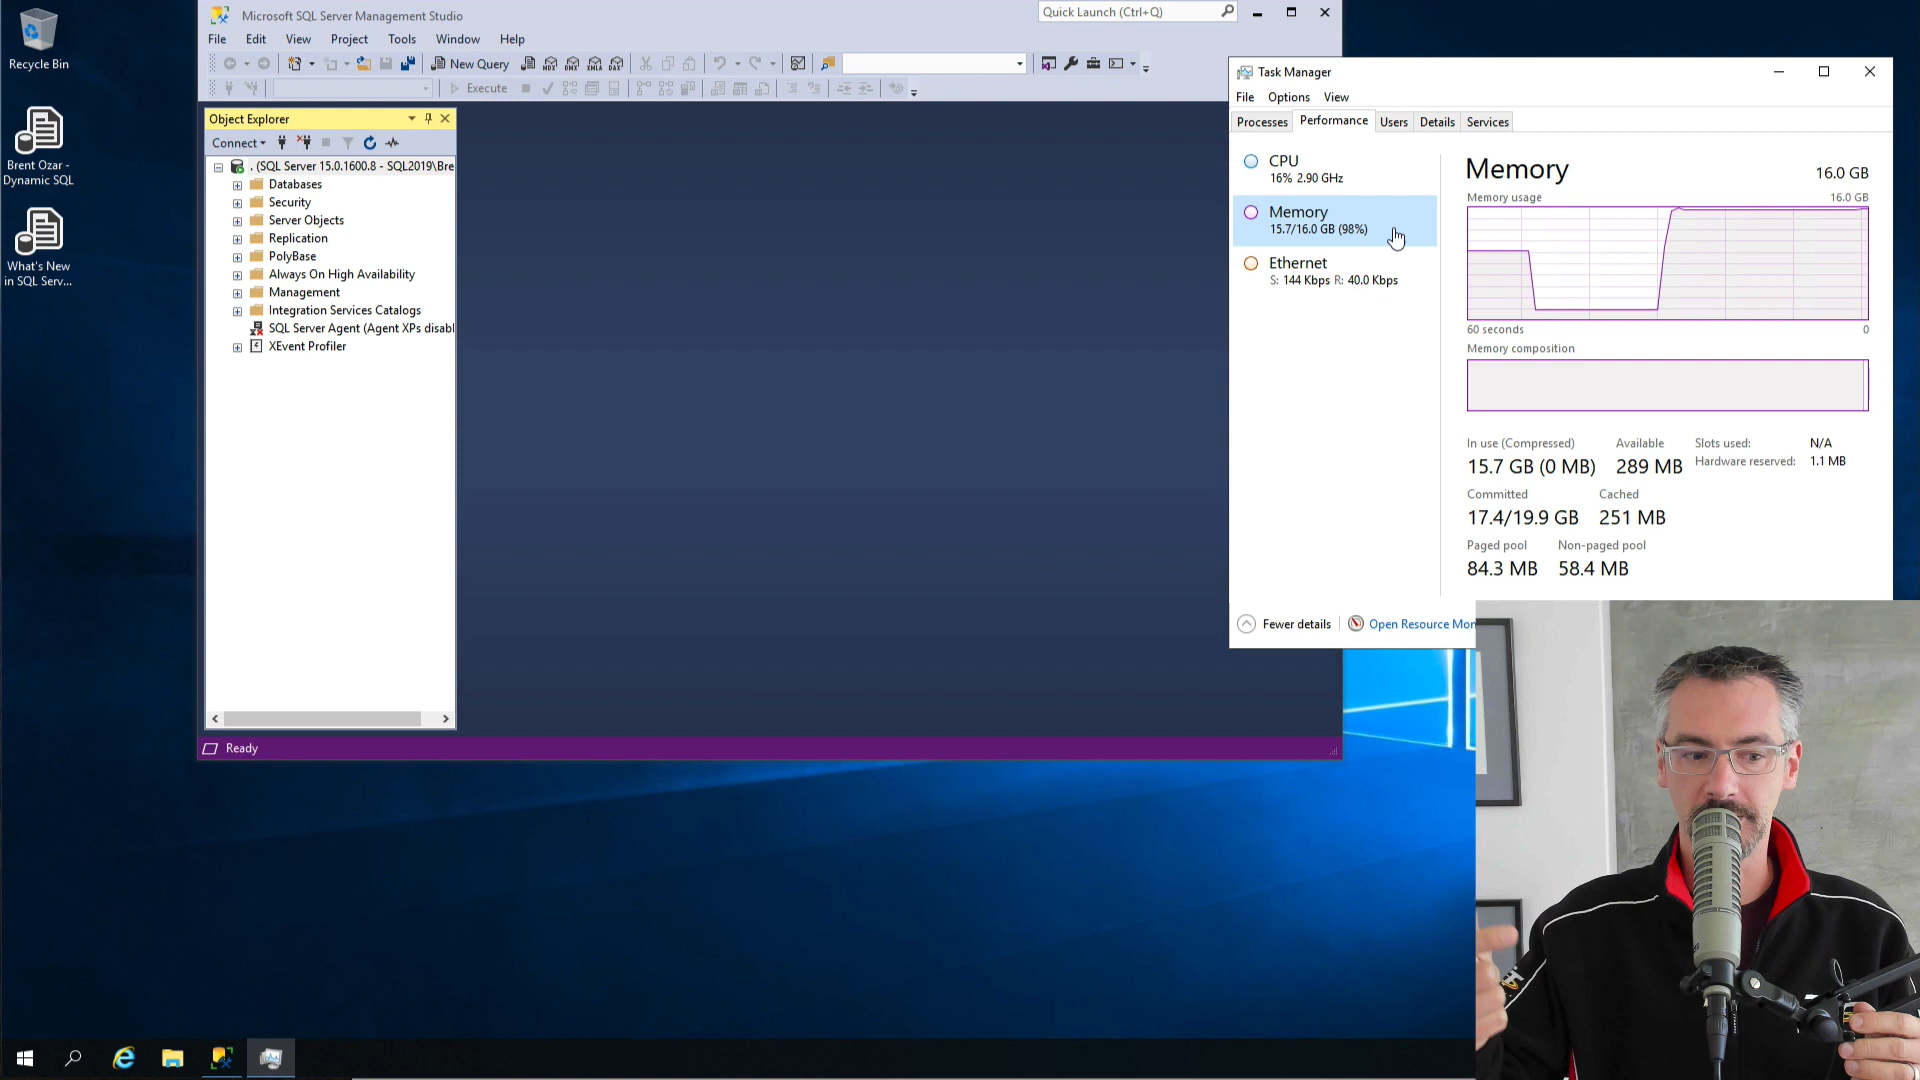 Recycle Bin
Brent Ozar -
Dynamic SQL
What's New
in SQL Serv...
Microsoft SQL Server Management Studio
Quick Launch (Ctrl+Q)
File Edit View Project Tools Window Help
New Query
Execute
Object Explorer
Connect
. (SQL Server 15.0.1600.8 - SQL2019\Bre
Databases
Security
Server Objects
Replication
PolyBase
Always On High Availability
Management
Integration Services Catalogs
SQL Server Agent (Agent XPs disabl
XEvent Profiler
Ready
Task Manager
File Options View
Processes Performance Users Details Services
CPU
16% 2.90 GHz
Memory
15.7/16.0 GB (98%)
Ethernet
S: 144 Kbps R: 40.0 Kbps
Memory 16.0 GB
Memory usage 16.0 GB
60 seconds 0
Memory composition
In use (Compressed) Available Slots used: N/A
15.7 GB (0 MB) 289 MB Hardware reserved: 1.1 MB
Committed Cached
17.4/19.9 GB 251 MB
Paged pool Non-paged pool
84.3 MB 58.4 MB
Fewer details Open Resource Mon